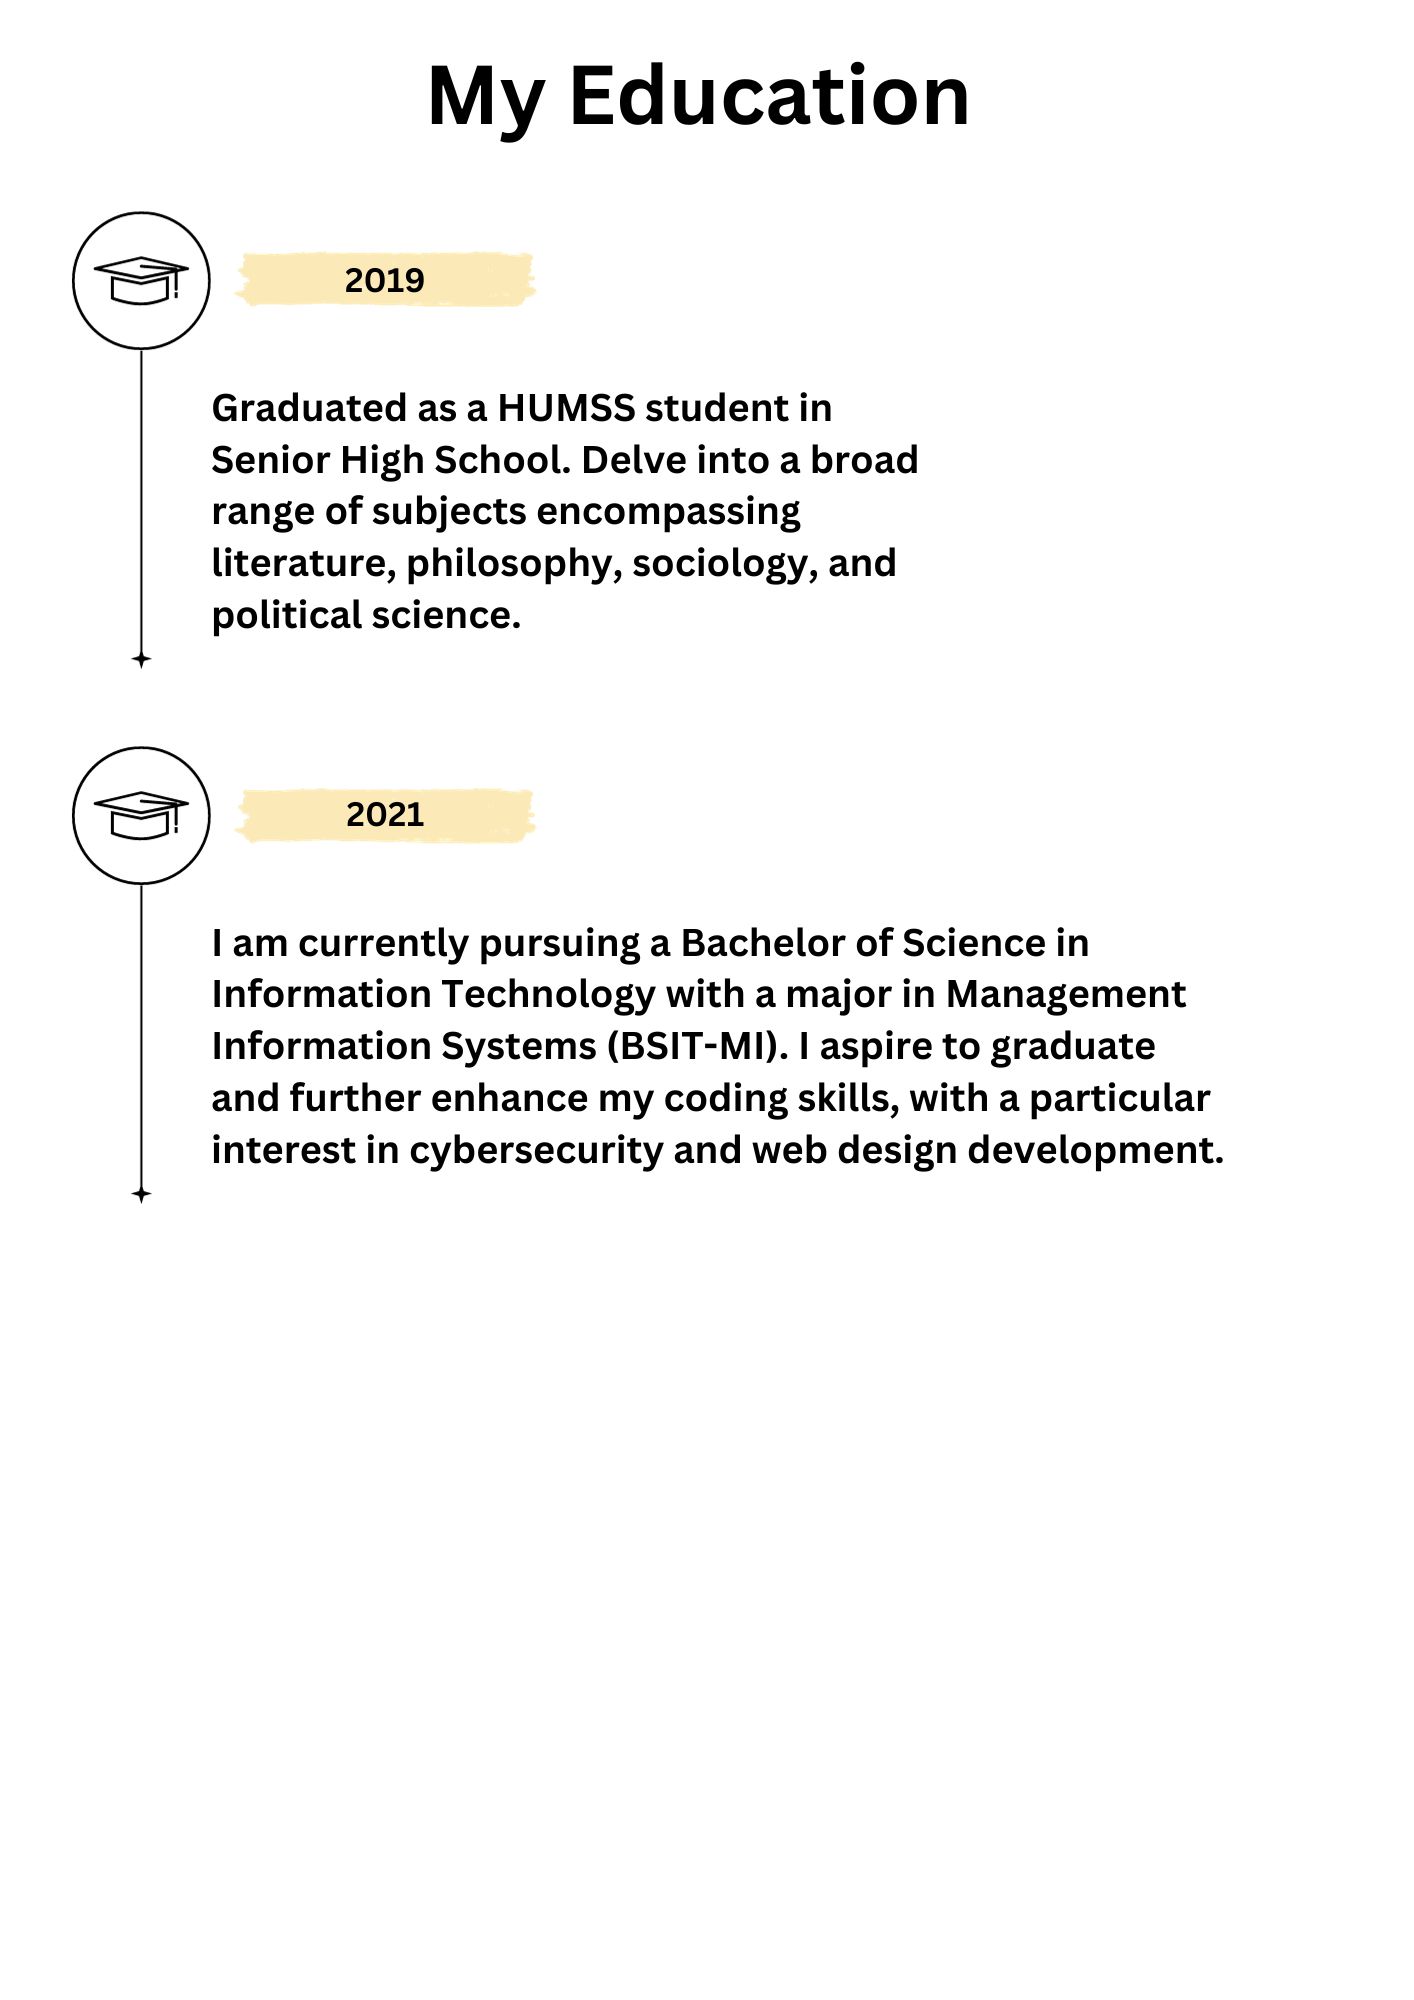 My Education
2019
Graduated as a HUMSS student in
Senior High School. Delve into a broad
range of subjects encompassing
literature, philosophy, sociology, and
political science.
2021
I am currently pursuing a Bachelor of Science in
Information Technology with a major in Management
Information Systems (BSIT-MI). I aspire to graduate
and further enhance my coding skills, with a particular
interest in cybersecurity and web design development.